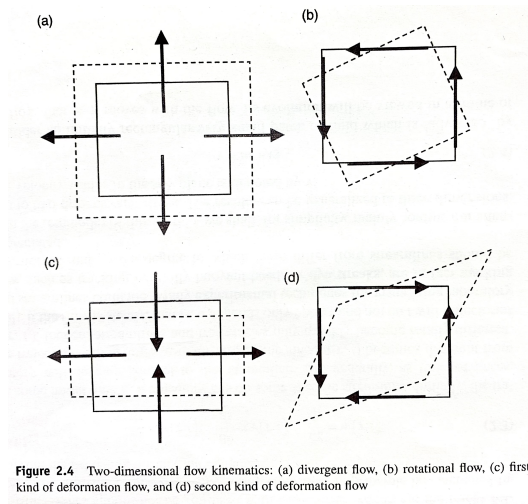 (a)
(b)
(c)
(d)
Figure 2.4 Two-dimensional flow kinematics: (a) divergent flow, (b) rotational flow, (c) first
kind of deformation flow, and (d) second kind of deformation flow